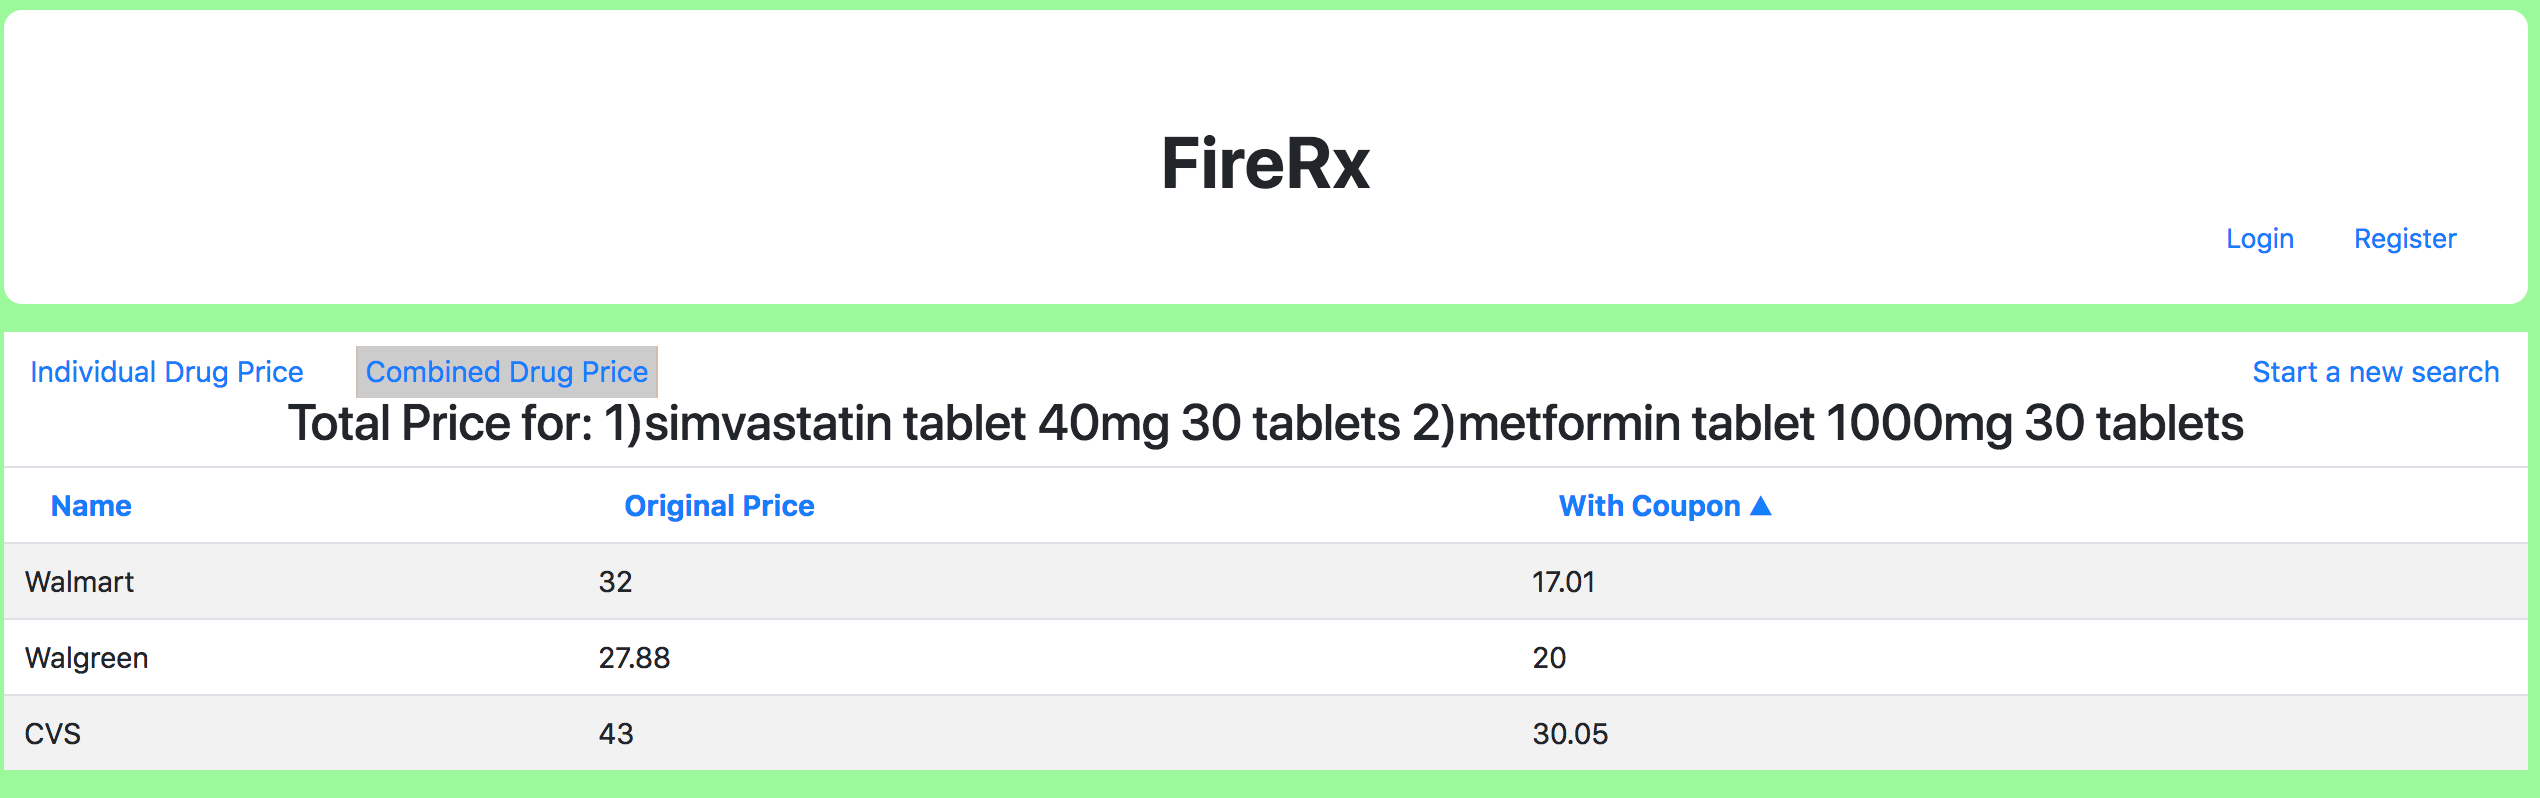 FireRx
Login Register
Individual Drug Price Combined Drug Price Start a new search
Total Price for: 1)simvastatin tablet 40mg 30 tablets 2)metformin tablet 1000mg 30 tablets
Name Original Price With Coupon ▲
Walmart 32 17.01
Walgreen 27.88 20
CVS 43 30.05